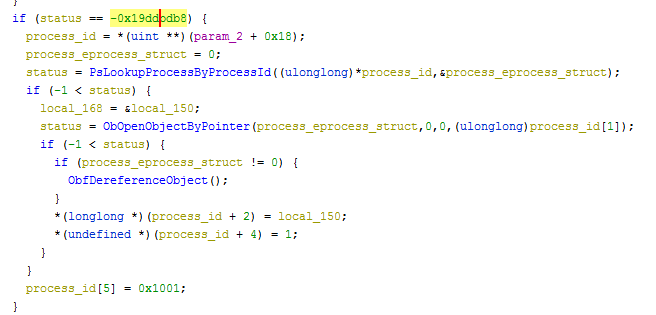 }
if (status == -0x19ddbdb8) {
process_id = *(uint **)(param_2 + 0x18);
process_eprocess_struct = 0;
status = PsLookupProcessByProcessId((ulonglong)*process_id,&process_eprocess_struct);
if (-1 < status) {
local_168 = &local_150;
status = ObOpenObjectByPointer(process_eprocess_struct,0,0,(ulonglong)process_id[1]);
if (-1 < status) {
if (process_eprocess_struct != 0) {
ObfDereferenceObject();
}
*(longlong *)(process_id + 2) = local_150;
*(undefined *)(process_id + 4) = 1;
}
}
process_id[5] = 0x1001;
}